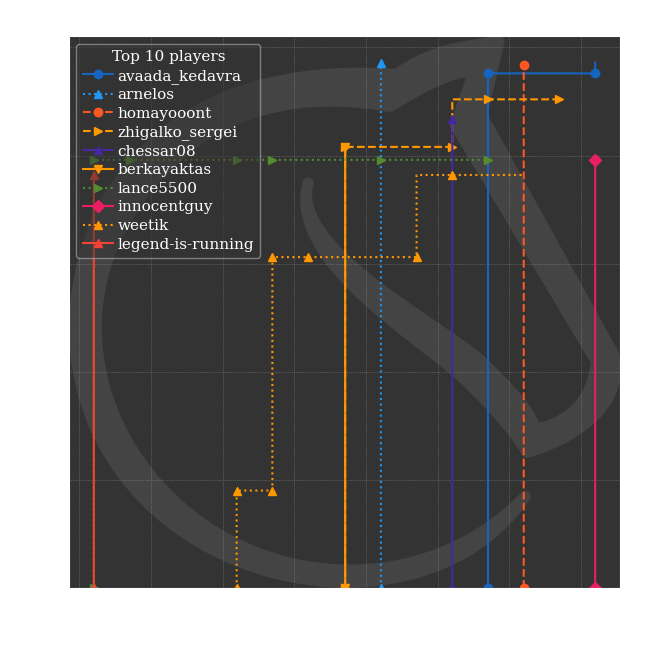 Top 10 players
avaada_kedavra
arnelos
homayooont
zhigalko_sergei
chessar08
berkayaktas
lance5500
innocentguy
weetik
legend-is-running